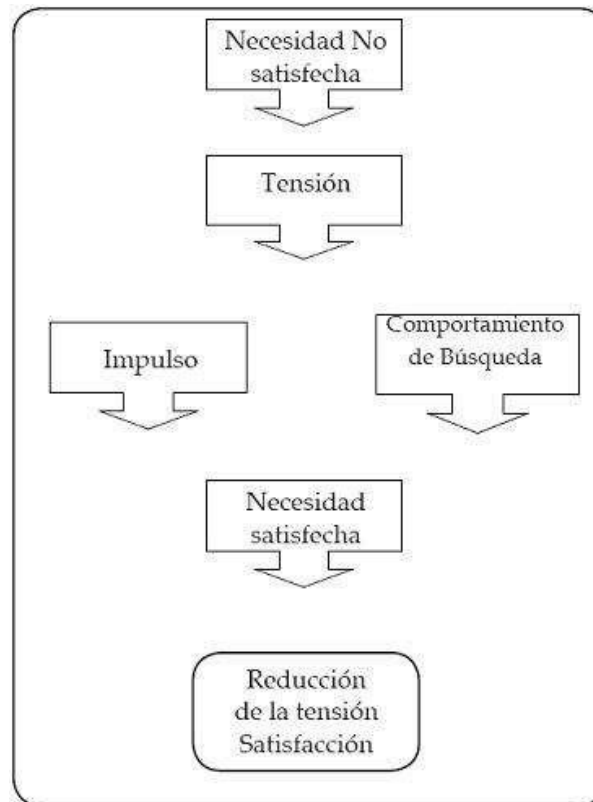 Necesidad No
satisfecha
Tensión
Impulso
Comportamiento
de Búsqueda
Necesidad
satisfecha
Reducción
de la tensión
Satisfacción